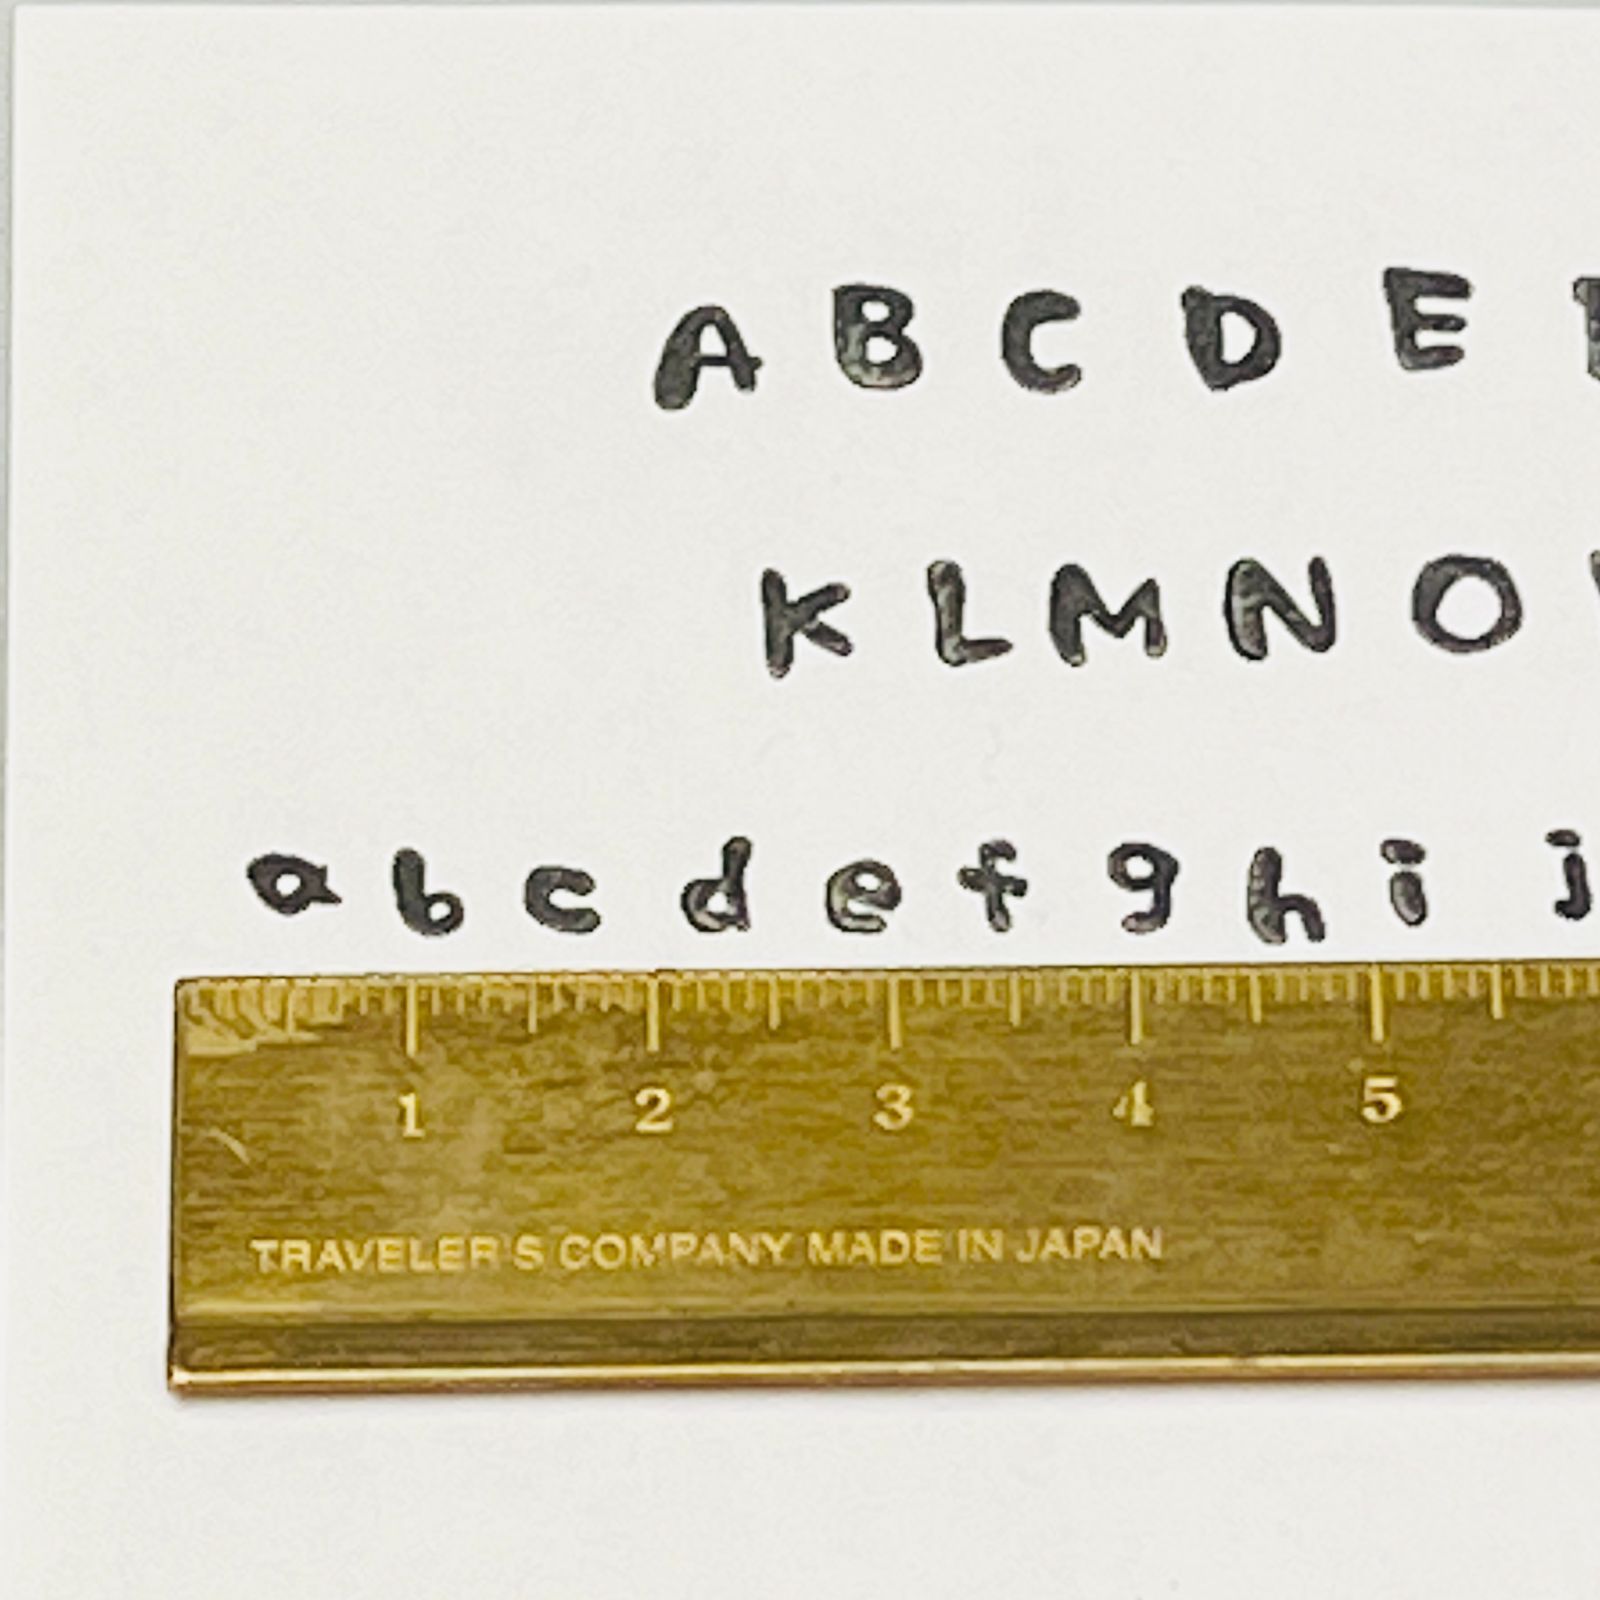 A B C D E
K L M N O
a b c d e f g h i j
1 2 3 4 5
TRAVELER'S COMPANY MADE IN JAPAN